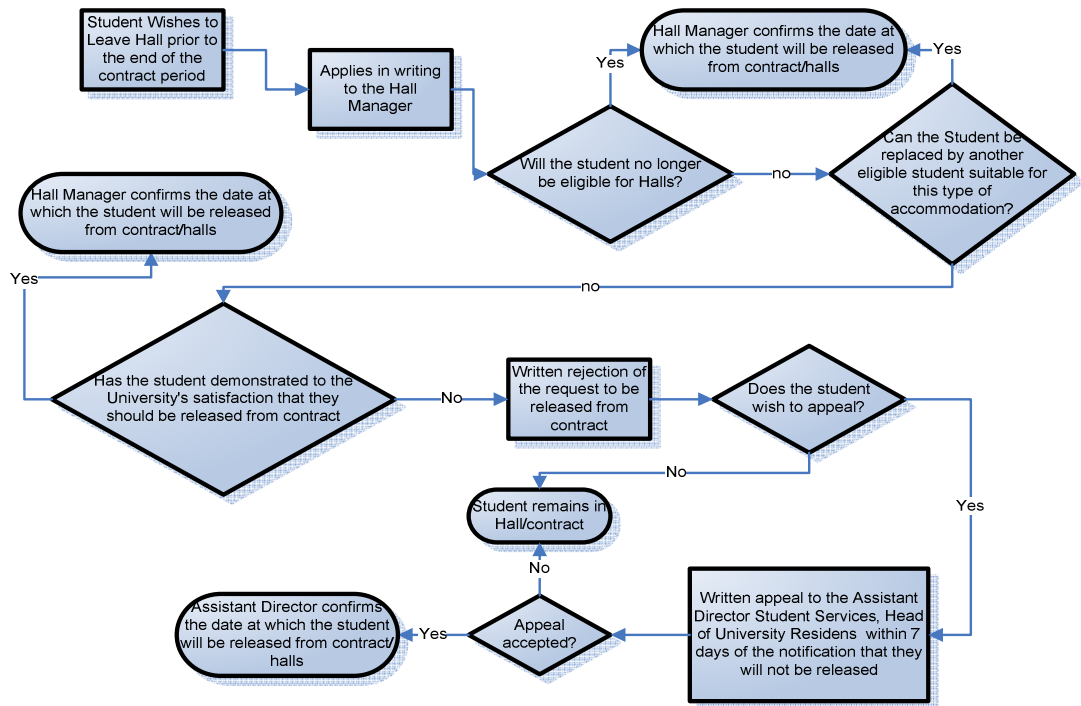 Student Wishes to
Leave Hall prior to
the end of the
contract period
Applies in writing
to the Hall
Manager
Will the student no longer
be eligible for Halls?
Yes
Hall Manager confirms the date at
which the student will be released
from contract/halls
Yes
no
Can the Student be
replaced by another
eligible student suitable for
this type of
accommodation?
no
Hall Manager confirms the date at
which the student will be released
from contract/halls
Yes
Has the student demonstrated to the
University's satisfaction that they
should be released from contract
No
Written rejection of
the request to be
released from
contract
Does the student
wish to appeal?
No
Yes
Student remains in
Hall/contract
No
Written appeal to the Assistant
Director Student Services, Head
of University Residens within 7
days of the notification that they
will not be released
Appeal
accepted?
Yes
Assistant Director confirms
the date at which the student
will be released from contract/
halls